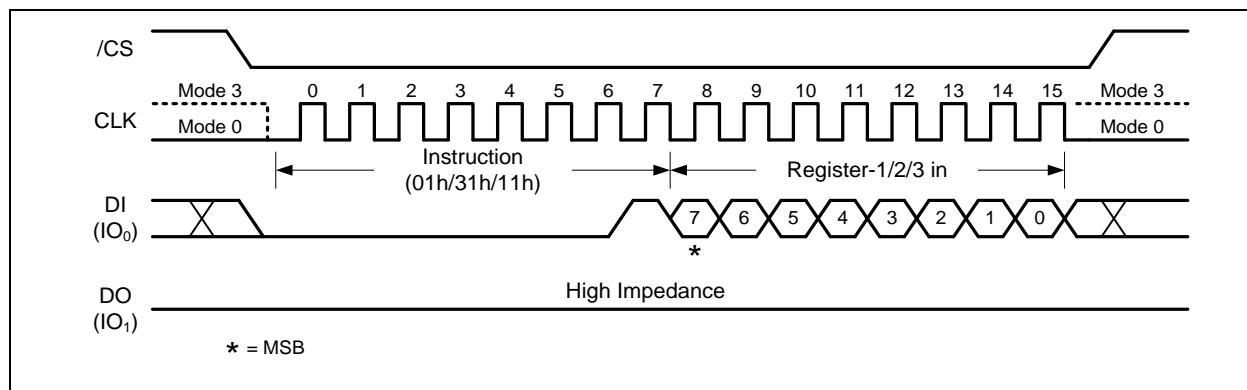 /CS
Mode 3 0 1 2 3 4 5 6 7 8 9 10 11 12 13 14 15 Mode 3
CLK
Mode 0 Mode 0
Instruction
(01h/31h/11h)
Register-1/2/3 in
DI
(IO₀)
7 6 5 4 3 2 1 0
*
High Impedance
DO
(IO₁)
* = MSB